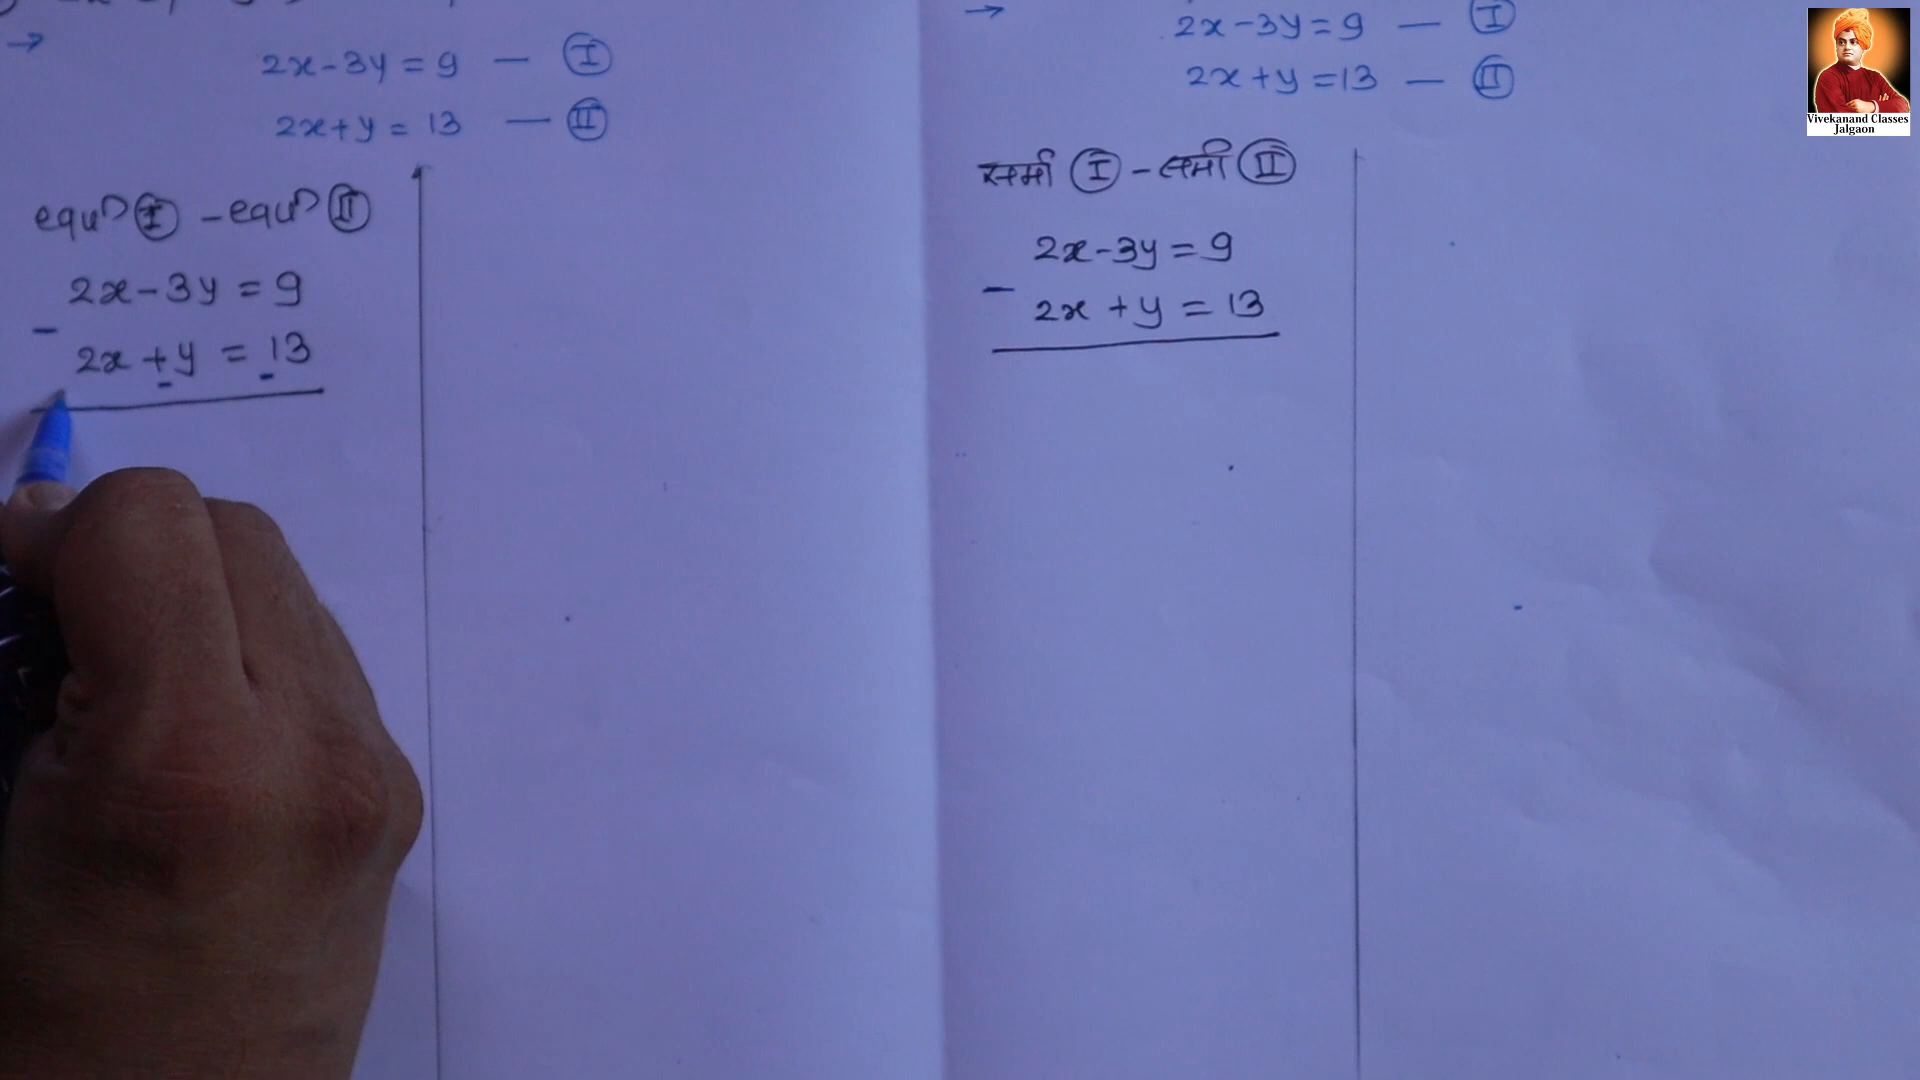 →
2x-3y = 9 — I
2x+y = 13 — II
equⁿ I - equⁿ II
2x-3y = 9
-
2x + y = 13
- -
→
2x-3y = 9 — I
2x+y = 13 — II
समी I - समी II
2x-3y = 9
-
2x + y = 13
Vivekanand Classes
Jalgaon